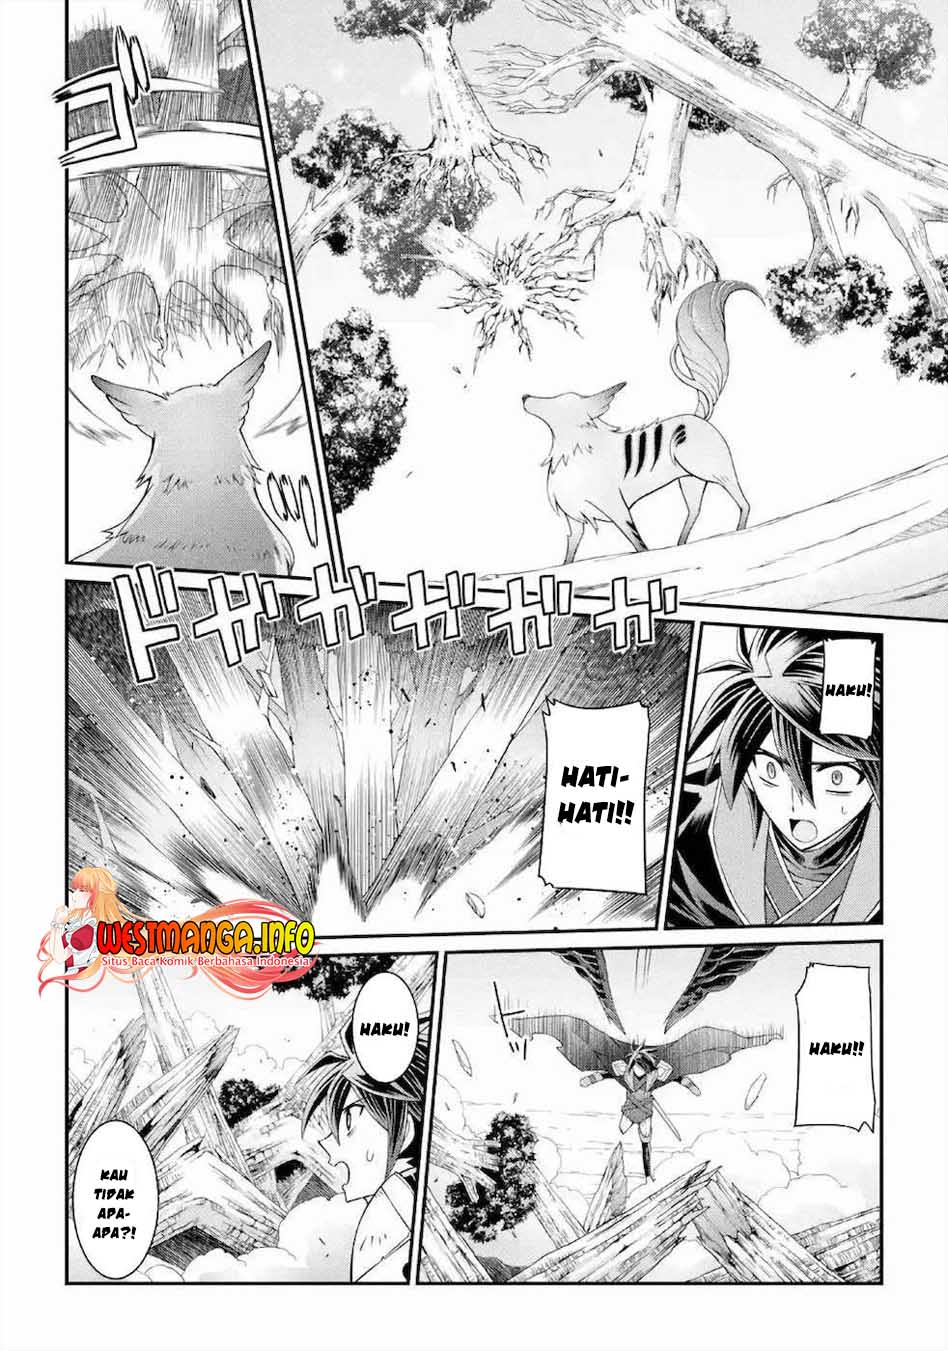 ゴ
ドガガガガガ
HAKU!
HATI-
HATI!!
HAKU!!
HAKU!
KAU
TIDAK
APA-
APA?!
WESTMANGA.INFO
Situs Baca Komik Berbahasa Indonesia